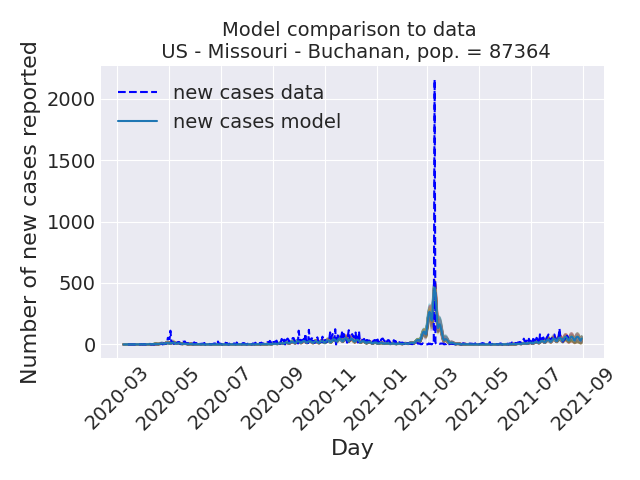 Model comparison to data
US - Missouri - Buchanan, pop. = 87364
Number of new cases reported
2000
1500
1000
500
0
new cases data
new cases model
2020-03
2020-05
2020-07
2020-09
2020-11
2021-01
2021-03
2021-05
2021-07
2021-09
Day